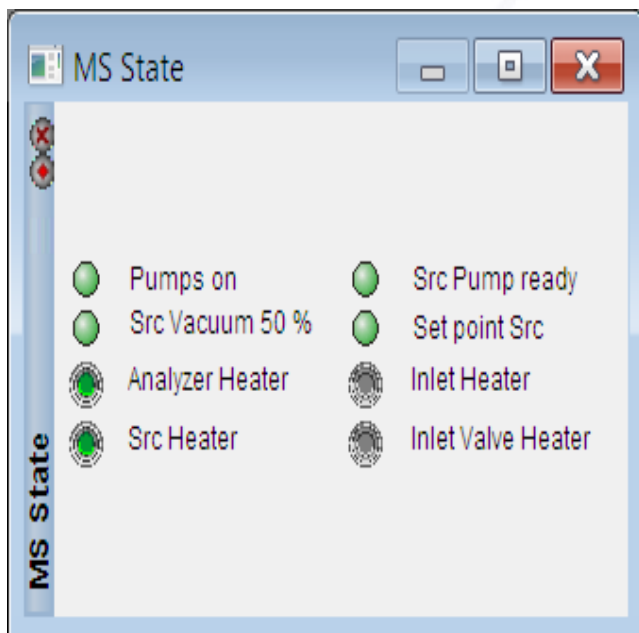 MS State
MS State
Pumps on
Src Pump ready
Src Vacuum 50 %
Set point Src
Analyzer Heater
Inlet Heater
Src Heater
Inlet Valve Heater